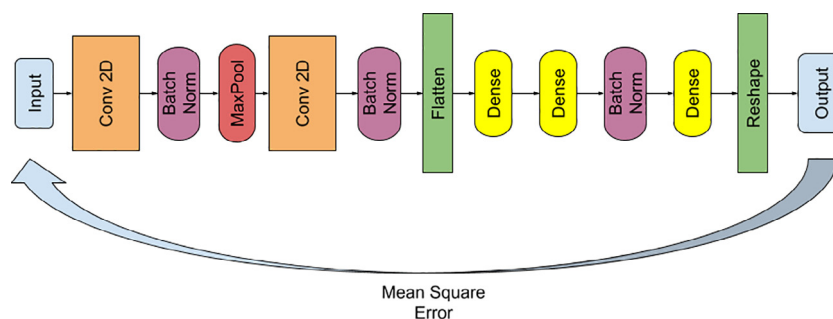 Input
Conv 2D
Batch
Norm
MaxPool
Conv 2D
Batch
Norm
Flatten
Dense
Dense
Batch
Norm
Dense
Reshape
Output
Mean Square
Error